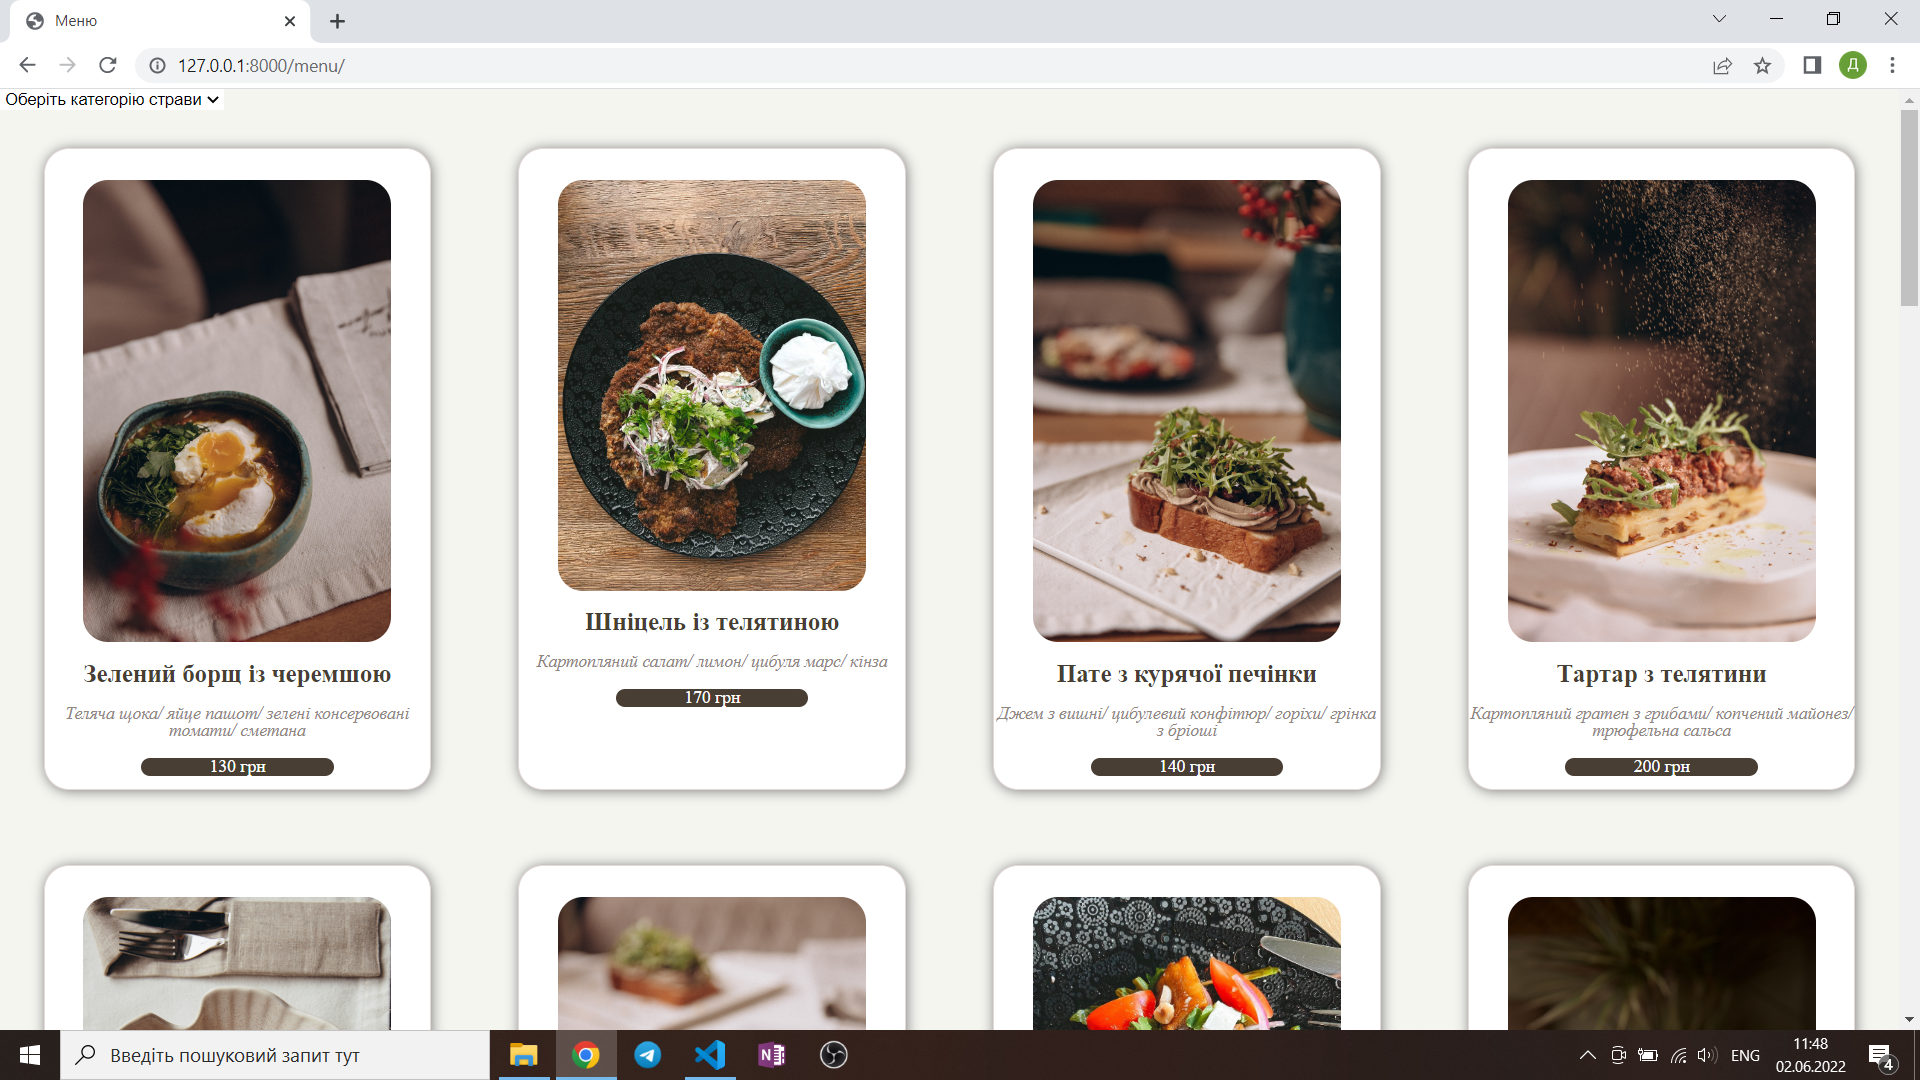 Меню
127.0.0.1:8000/menu/
Д
Оберіть категорію страви
Зелений борщ із черемшою
Теляча щока/ яйце пашот/ зелені консервовані
томати/ сметана
130 грн
Шніцель із телятиною
Картопляний салат/ лимон/ цибуля марс/ кінза
170 грн
Пате з курячої печінки
Джем з вишні/ цибулевий конфітюр/ горіхи/ грінка
з бріоші
140 грн
Тартар з телятини
Картопляний гратен з грибами/ копчений майонез/
трюфельна сальса
200 грн
Введіть пошуковий запит тут
N
ENG
11:48
02.06.2022
4